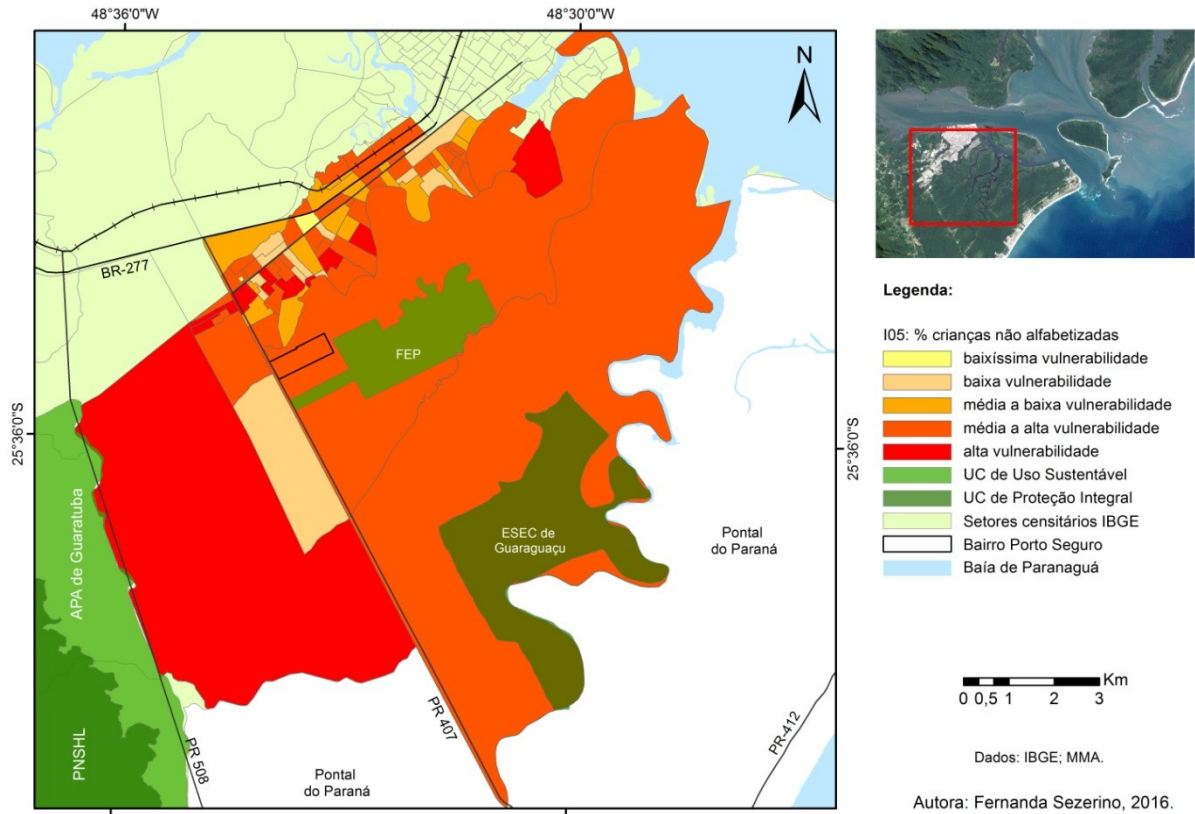 48°36'0"W
48°30'0"W
N
BR-277
FEP
25°36'0"S
25°36'0"S
ESEC de
Guaraguaçu
Pontal
do Paraná
APA de Guaratuba
PNSHL
PR 508
PR 407
PR-412
Pontal
do Paraná
Legenda:
I05: % crianças não alfabetizadas
baixíssima vulnerabilidade
baixa vulnerabilidade
média a baixa vulnerabilidade
média a alta vulnerabilidade
alta vulnerabilidade
UC de Uso Sustentável
UC de Proteção Integral
Setores censitários IBGE
Bairro Porto Seguro
Baía de Paranaguá
Km
0 0,5 1 2 3
Dados: IBGE; MMA.
Autora: Fernanda Sezerino, 2016.